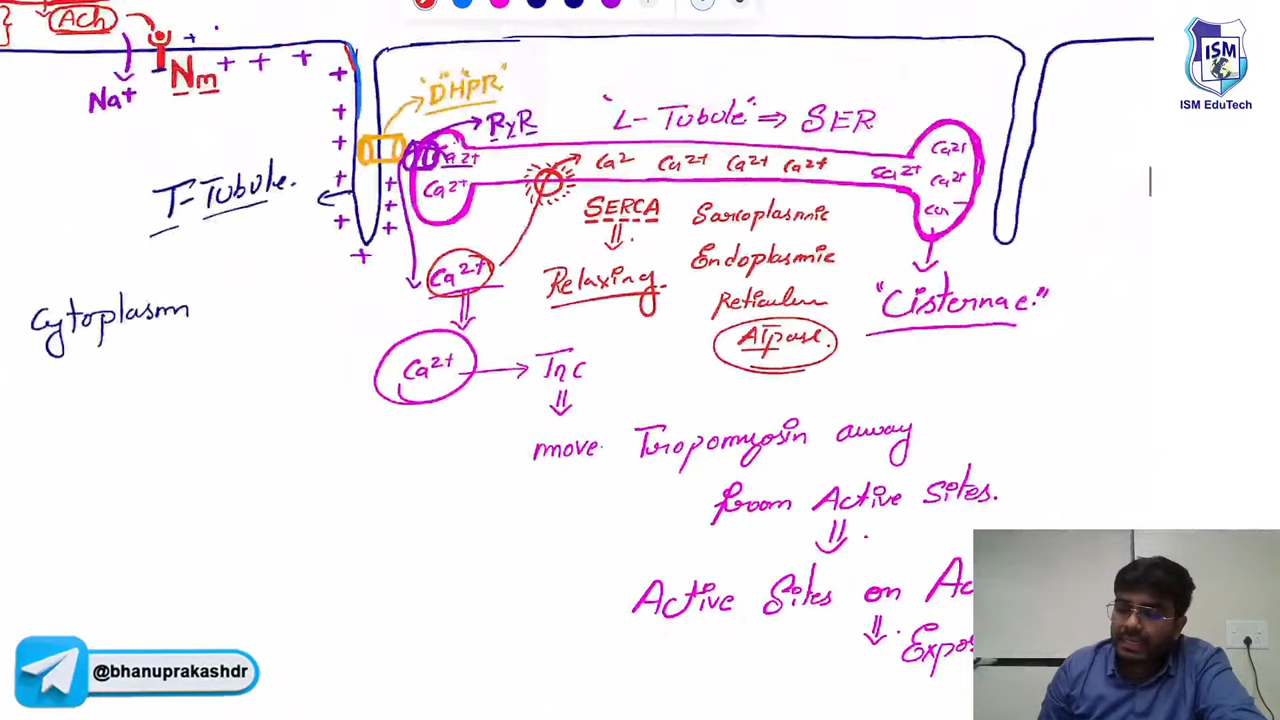 Ach
Nm
Na+
"DHPR"
RyR
"L-Tubule" ⇒ SER
Ca2+
Ca2+
Ca2 Ca2+ Ca2+ Ca2+ Ca2+
Ca2+
Ca2+
T-Tubule.
SERCA
Sarcoplasmic
Endoplasmic
Reticulum
ATpase.
Relaxing.
Ca2+
"Cisternae."
Cytoplasm
Ca2+ → Tnc
move Tropomyosin away
from Active Sites.
Active Sites on Ac
Expos
ISM
ISM EduTech
@bhanuprakashdr